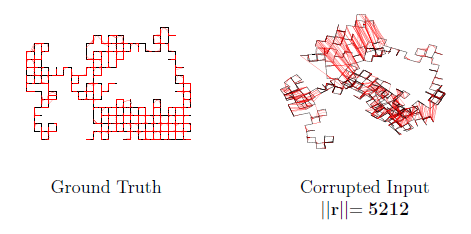 Ground Truth
Corrupted Input
||r||= 5212